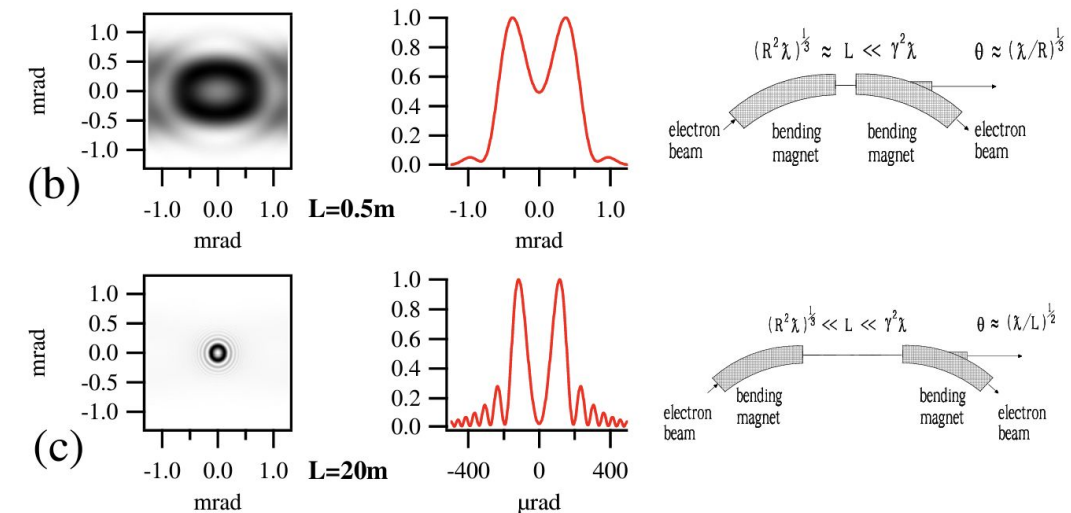 (b)
mrad
1.0
0.5
0.0
-0.5
-1.0
-1.0 0.0 1.0
mrad
L=0.5m
1.0
0.8
0.6
0.4
0.2
0.0
-1.0 0.0 1.0
mrad
(R²ƛ)^⅓ ≈ L ≪ γ²ƛ θ ≈ (ƛ/R)^⅓
electron
beam
bending
magnet
bending
magnet
electron
beam
(c)
mrad
1.0
0.5
0.0
-0.5
-1.0
-1.0 0.0 1.0
mrad
L=20m
1.0
0.8
0.6
0.4
0.2
0.0
-400 0 400
μrad
(R²ƛ)^⅓ ≪ L ≪ γ²ƛ θ ≈ (ƛ/L)^½
electron
beam
bending
magnet
bending
magnet
electron
beam